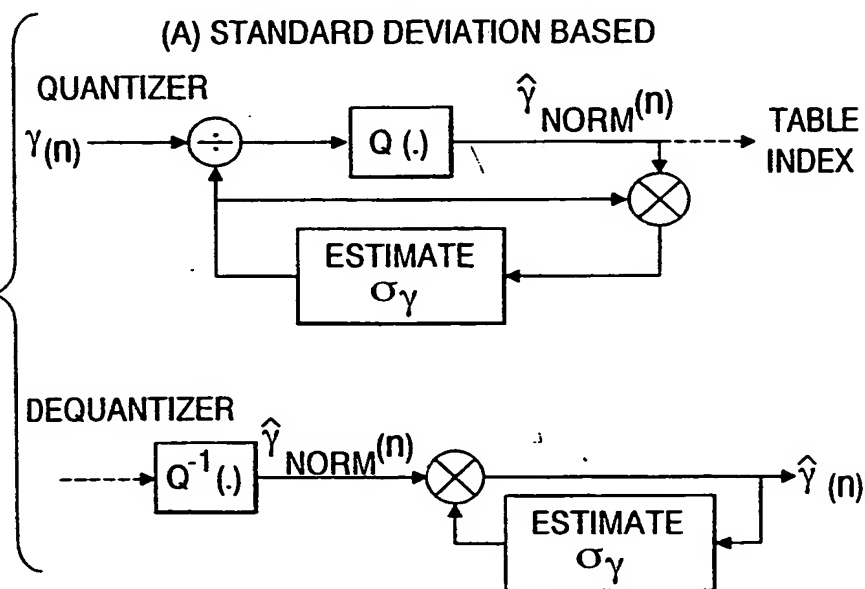 (A) STANDARD DEVIATION BASED
QUANTIZER
γ(n)
÷
Q (.)
γ̂ NORM(n)
TABLE
INDEX
ESTIMATE
σγ
DEQUANTIZER
Q-1(.)
γ̂ NORM(n)
γ̂ (n)
ESTIMATE
σγ